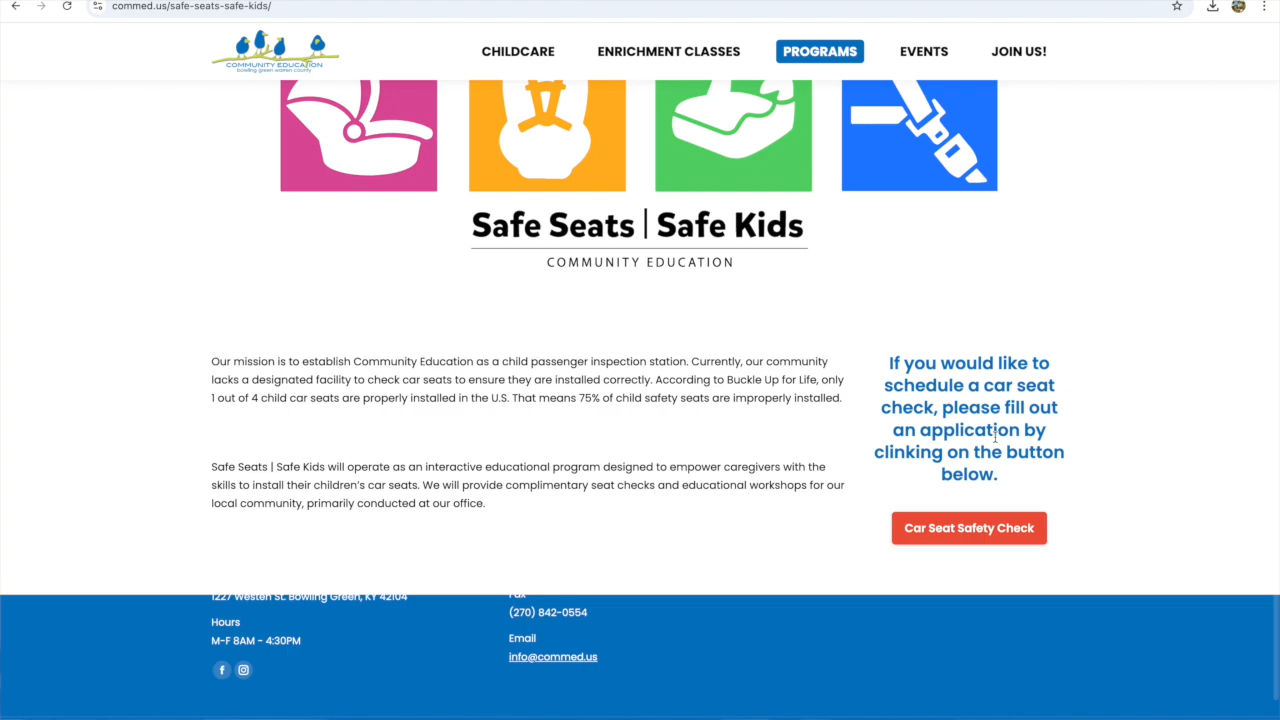 commed.us/safe-seats-safe-kids/
COMMUNITY EDUCATION
bowling green warren county
CHILDCARE
ENRICHMENT CLASSES
PROGRAMS
EVENTS
JOIN US!
Safe Seats | Safe Kids
COMMUNITY EDUCATION
Our mission is to establish Community Education as a child passenger inspection station. Currently, our community
lacks a designated facility to check car seats to ensure they are installed correctly. According to Buckle Up for Life, only
1 out of 4 child car seats are properly installed in the U.S. That means 75% of child safety seats are improperly installed.
Safe Seats | Safe Kids will operate as an interactive educational program designed to empower caregivers with the
skills to install their children's car seats. We will provide complimentary seat checks and educational workshops for our
local community, primarily conducted at our office.
If you would like to
schedule a car seat
check, please fill out
an application by
clinking on the button
below.
Car Seat Safety Check
1227 Westen St. Bowling Green, KY 42104
Hours
M-F 8AM - 4:30PM
Fax
(270) 842-0554
Email
info@commed.us